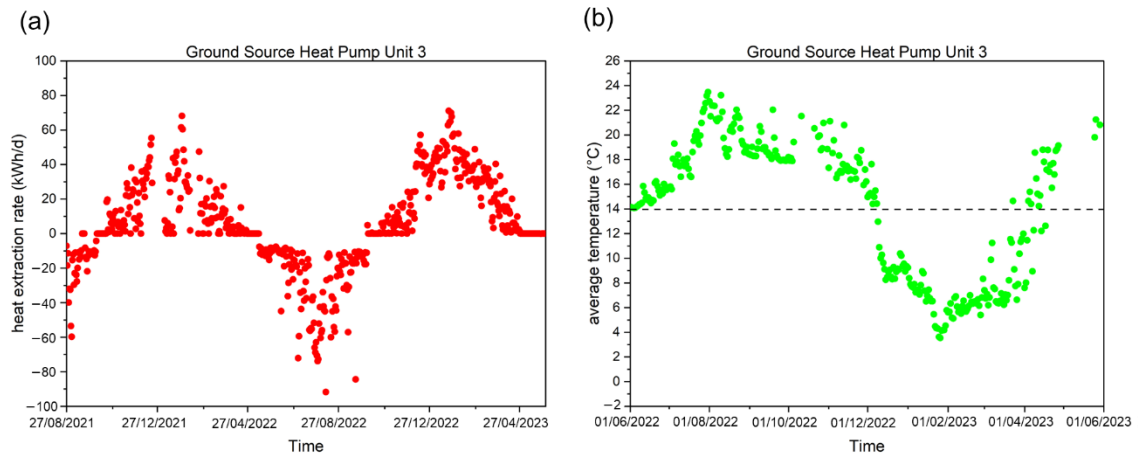 (a)
Ground Source Heat Pump Unit 3
heat extraction rate (kWh/d)
100
80
60
40
20
0
−20
−40
−60
−80
−100
27/08/2021 27/12/2021 27/04/2022 27/08/2022 27/12/2022 27/04/2023
Time
(b)
Ground Source Heat Pump Unit 3
average temperature (°C)
26
24
22
20
18
16
14
12
10
8
6
4
2
0
−2
01/06/2022 01/08/2022 01/10/2022 01/12/2022 01/02/2023 01/04/2023 01/06/2023
Time